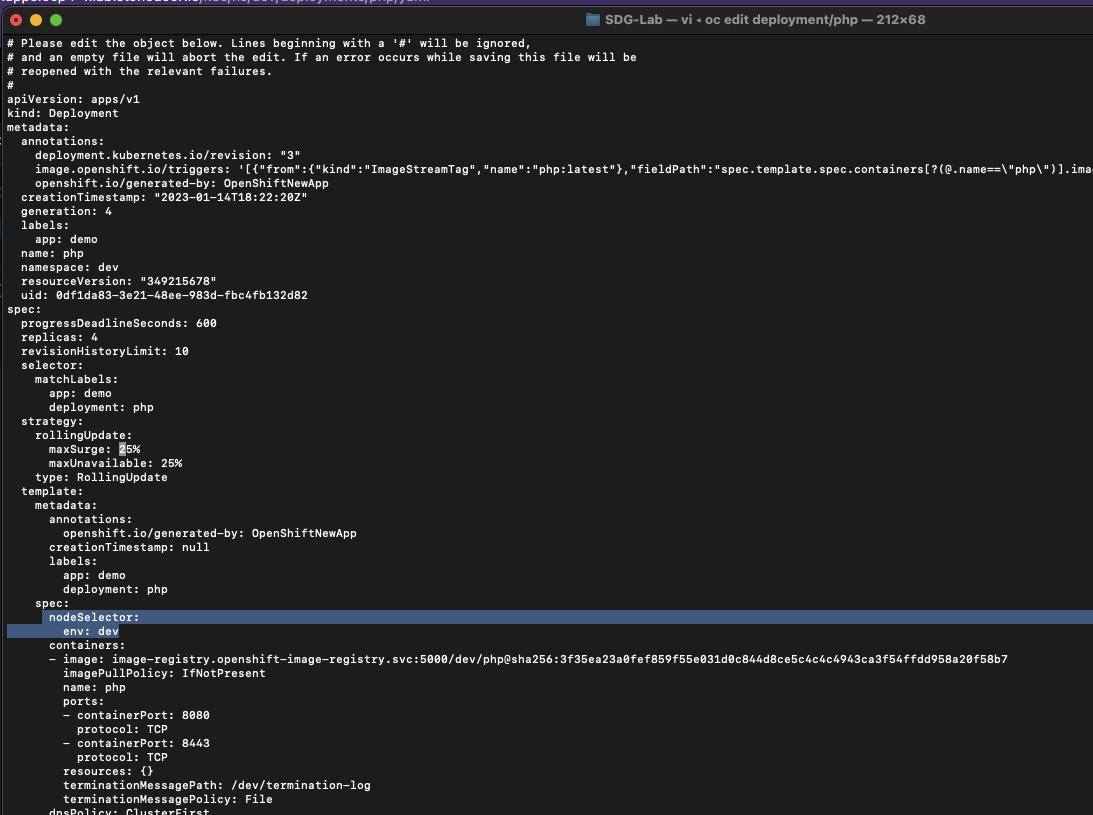 SDG-Lab — vi ◂ oc edit deployment/php — 212×68
# Please edit the object below. Lines beginning with a '#' will be ignored,
# and an empty file will abort the edit. If an error occurs while saving this file will be
# reopened with the relevant failures.
#
apiVersion: apps/v1
kind: Deployment
metadata:
  annotations:
    deployment.kubernetes.io/revision: "3"
    image.openshift.io/triggers: '[{"from":{"kind":"ImageStreamTag","name":"php:latest"},"fieldPath":"spec.template.spec.containers[?(@.name==\"php\")].ima
    openshift.io/generated-by: OpenShiftNewApp
  creationTimestamp: "2023-01-14T18:22:20Z"
  generation: 4
  labels:
    app: demo
  name: php
  namespace: dev
  resourceVersion: "349215678"
  uid: 0df1da83-3e21-48ee-983d-fbc4fb132d82
spec:
  progressDeadlineSeconds: 600
  replicas: 4
  revisionHistoryLimit: 10
  selector:
    matchLabels:
      app: demo
      deployment: php
  strategy:
    rollingUpdate:
      maxSurge: 25%
      maxUnavailable: 25%
    type: RollingUpdate
  template:
    metadata:
      annotations:
        openshift.io/generated-by: OpenShiftNewApp
      creationTimestamp: null
      labels:
        app: demo
        deployment: php
    spec:
      nodeSelector:
        env: dev
      containers:
      - image: image-registry.openshift-image-registry.svc:5000/dev/php@sha256:3f35ea23a0fef859f55e031d0c844d8ce5c4c4c4943ca3f54ffdd958a20f58b7
        imagePullPolicy: IfNotPresent
        name: php
        ports:
        - containerPort: 8080
          protocol: TCP
        - containerPort: 8443
          protocol: TCP
        resources: {}
        terminationMessagePath: /dev/termination-log
        terminationMessagePolicy: File
      dnsPolicy: ClusterFirst